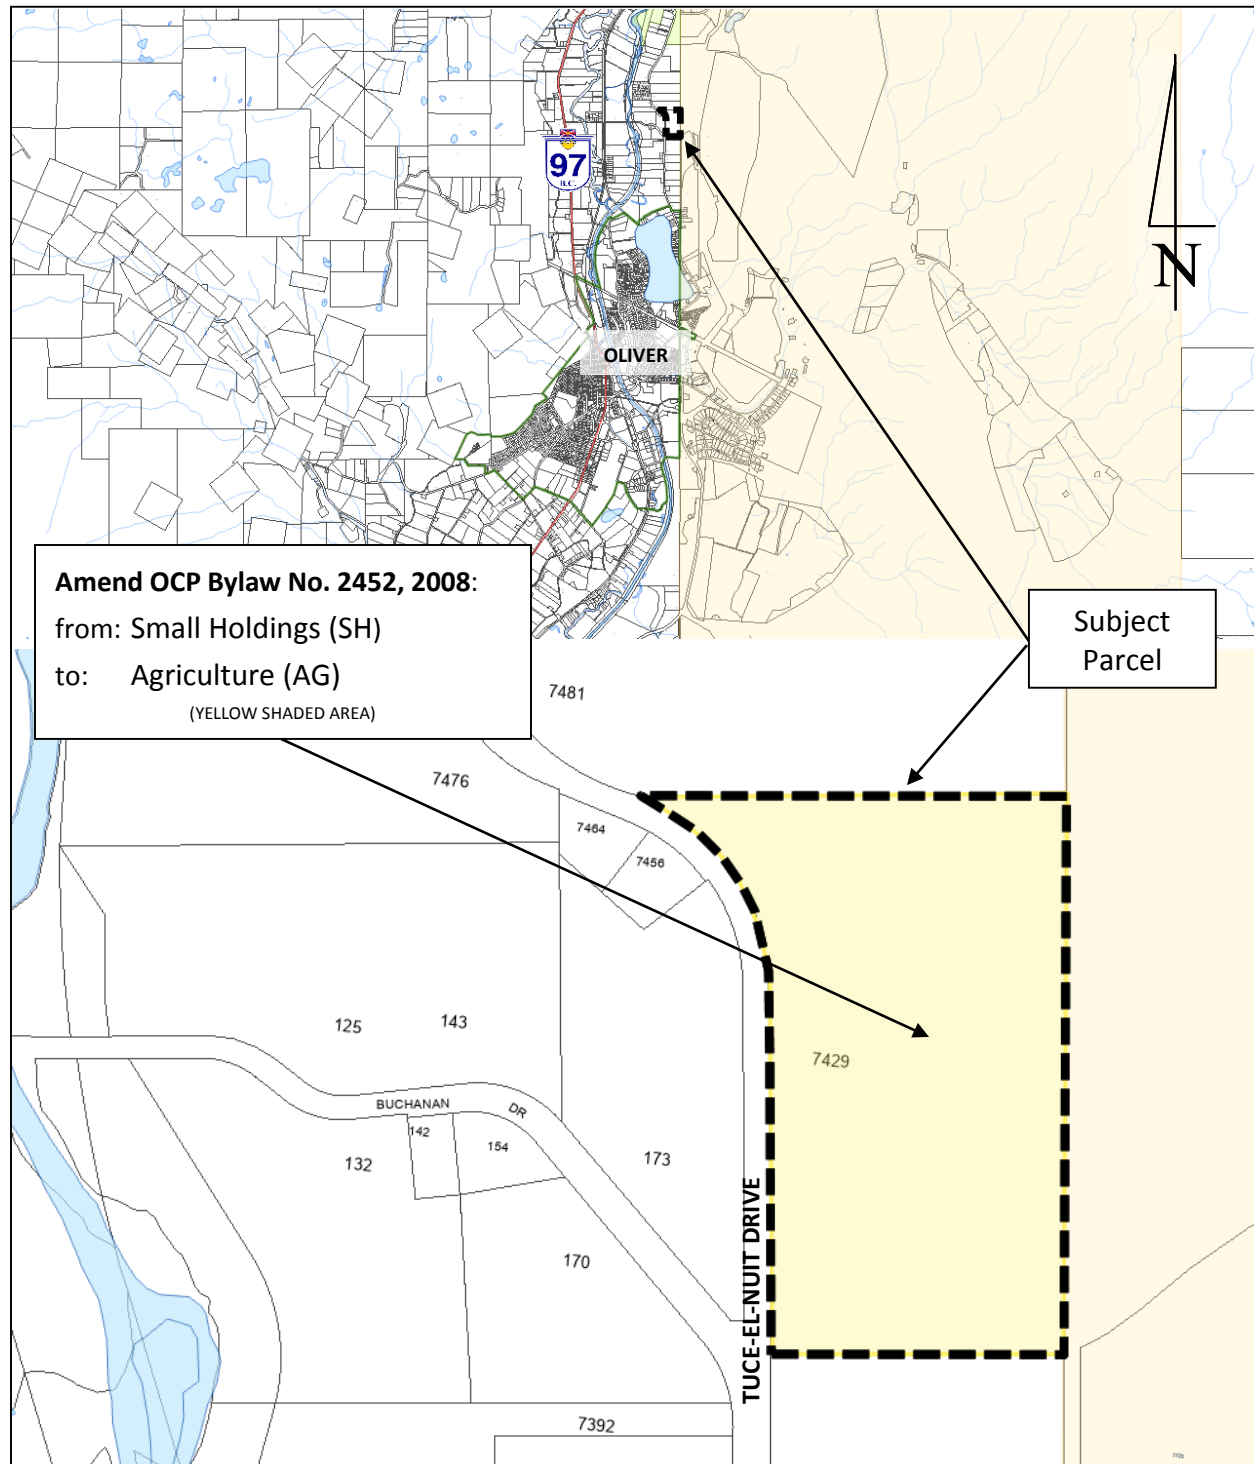 97
B.C.
N
OLIVER
Amend OCP Bylaw No. 2452, 2008:
from: Small Holdings (SH)
to: Agriculture (AG)
(YELLOW SHADED AREA)
Subject
Parcel
7481
7476
7464
7456
125
143
7429
BUCHANAN DR
142
154
132
173
170
TUCE-EL-NUIT DRIVE
7392